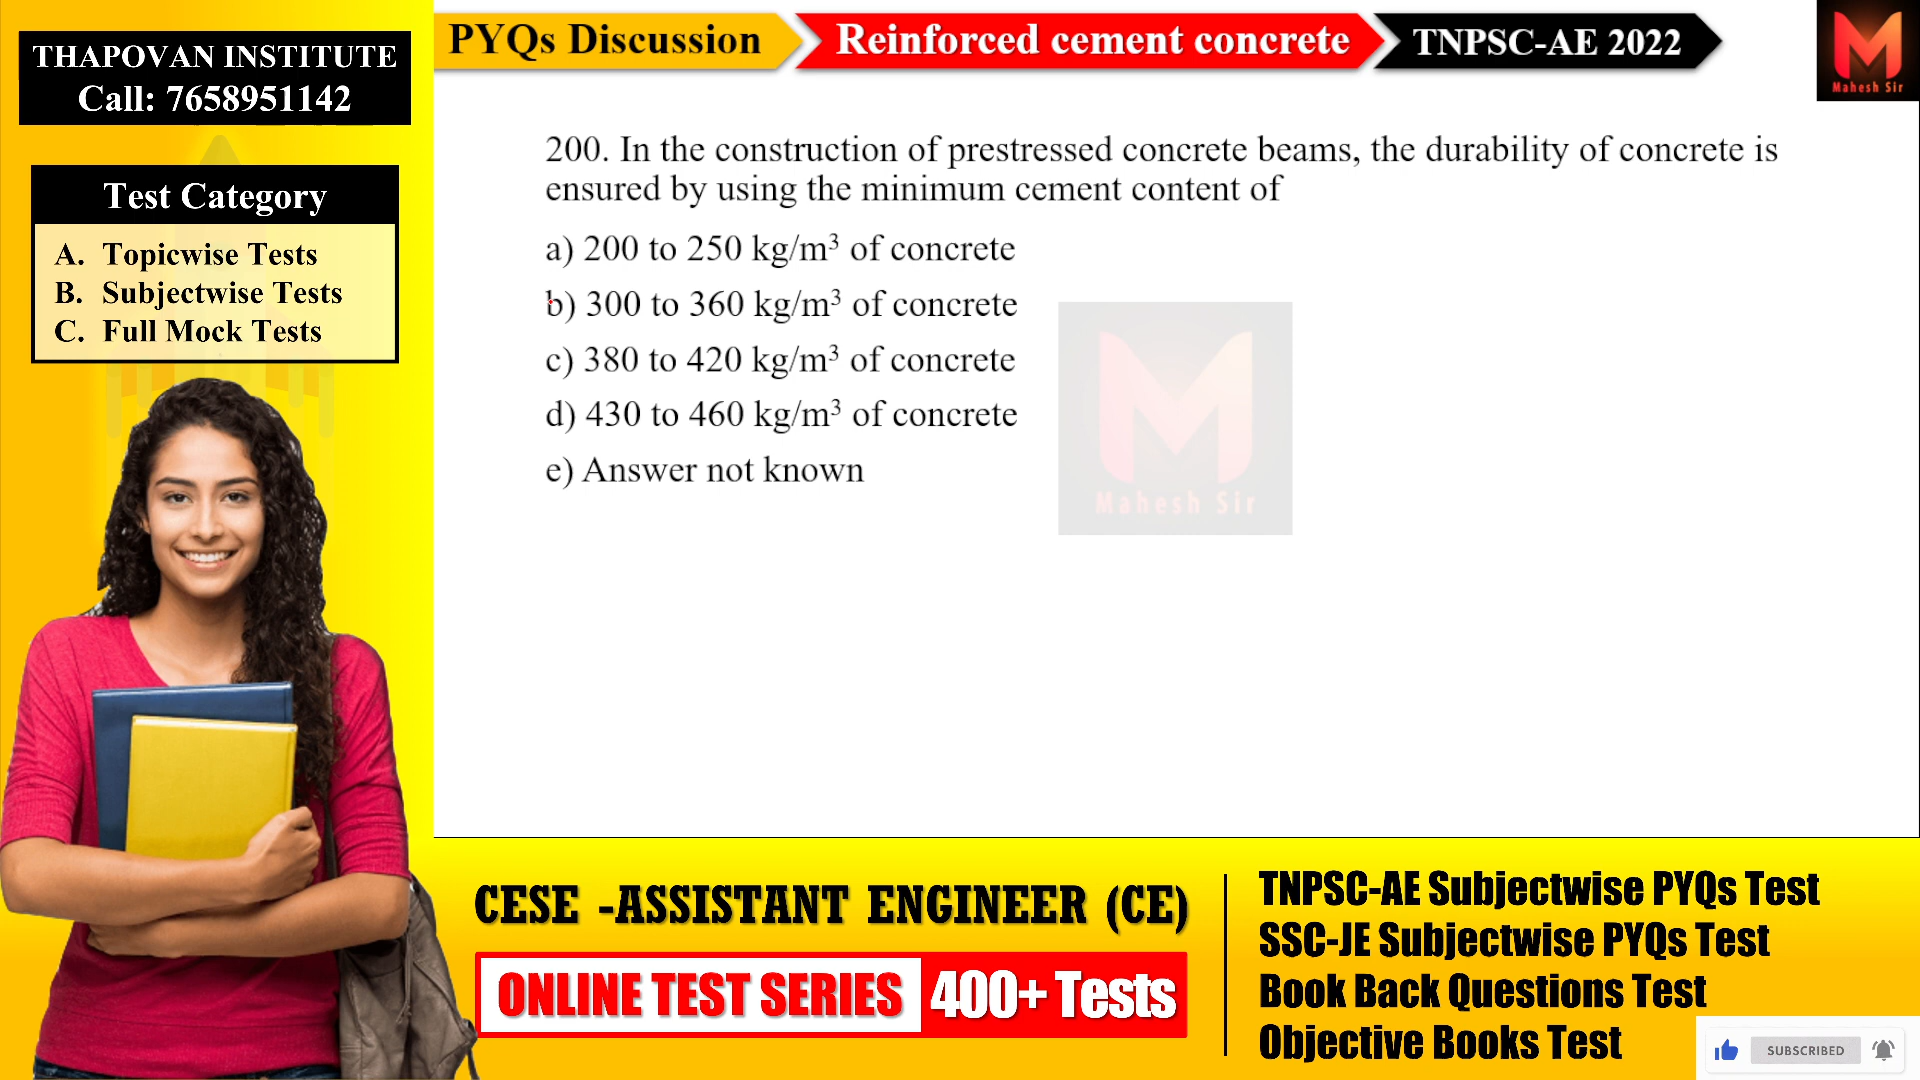 THAPOVAN INSTITUTE
Call: 7658951142
Test Category
A. Topicwise Tests
B. Subjectwise Tests
C. Full Mock Tests
PYQs Discussion
Reinforced cement concrete
TNPSC-AE 2022
Mahesh Sir
200. In the construction of prestressed concrete beams, the durability of concrete is
ensured by using the minimum cement content of
a) 200 to 250 kg/m³ of concrete
b) 300 to 360 kg/m³ of concrete
c) 380 to 420 kg/m³ of concrete
d) 430 to 460 kg/m³ of concrete
e) Answer not known
Mahesh Sir
CESE -ASSISTANT ENGINEER (CE)
ONLINE TEST SERIES 400+ Tests
TNPSC-AE Subjectwise PYQs Test
SSC-JE Subjectwise PYQs Test
Book Back Questions Test
Objective Books Test
SUBSCRIBED